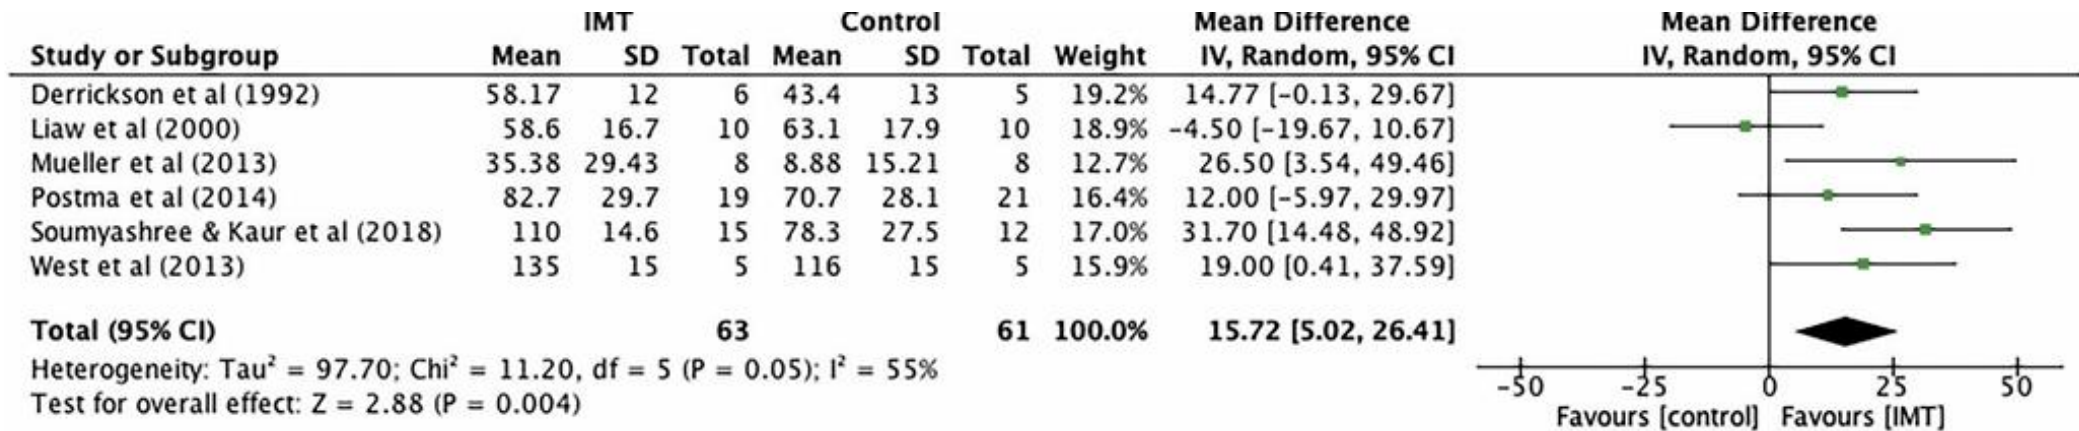 IMT Control Mean Difference Mean Difference
Study or Subgroup Mean SD Total Mean SD Total Weight IV, Random, 95% CI IV, Random, 95% CI
Derrickson et al (1992) 58.17 12 6 43.4 13 5 19.2% 14.77 [−0.13, 29.67]
Liaw et al (2000) 58.6 16.7 10 63.1 17.9 10 18.9% −4.50 [−19.67, 10.67]
Mueller et al (2013) 35.38 29.43 8 8.88 15.21 8 12.7% 26.50 [3.54, 49.46]
Postma et al (2014) 82.7 29.7 19 70.7 28.1 21 16.4% 12.00 [−5.97, 29.97]
Soumyashree & Kaur et al (2018) 110 14.6 15 78.3 27.5 12 17.0% 31.70 [14.48, 48.92]
West et al (2013) 135 15 5 116 15 5 15.9% 19.00 [0.41, 37.59]
Total (95% CI) 63 61 100.0% 15.72 [5.02, 26.41]
Heterogeneity: Tau² = 97.70; Chi² = 11.20, df = 5 (P = 0.05); I² = 55%
Test for overall effect: Z = 2.88 (P = 0.004)
−50 −25 0 25 50
Favours [control] Favours [IMT]